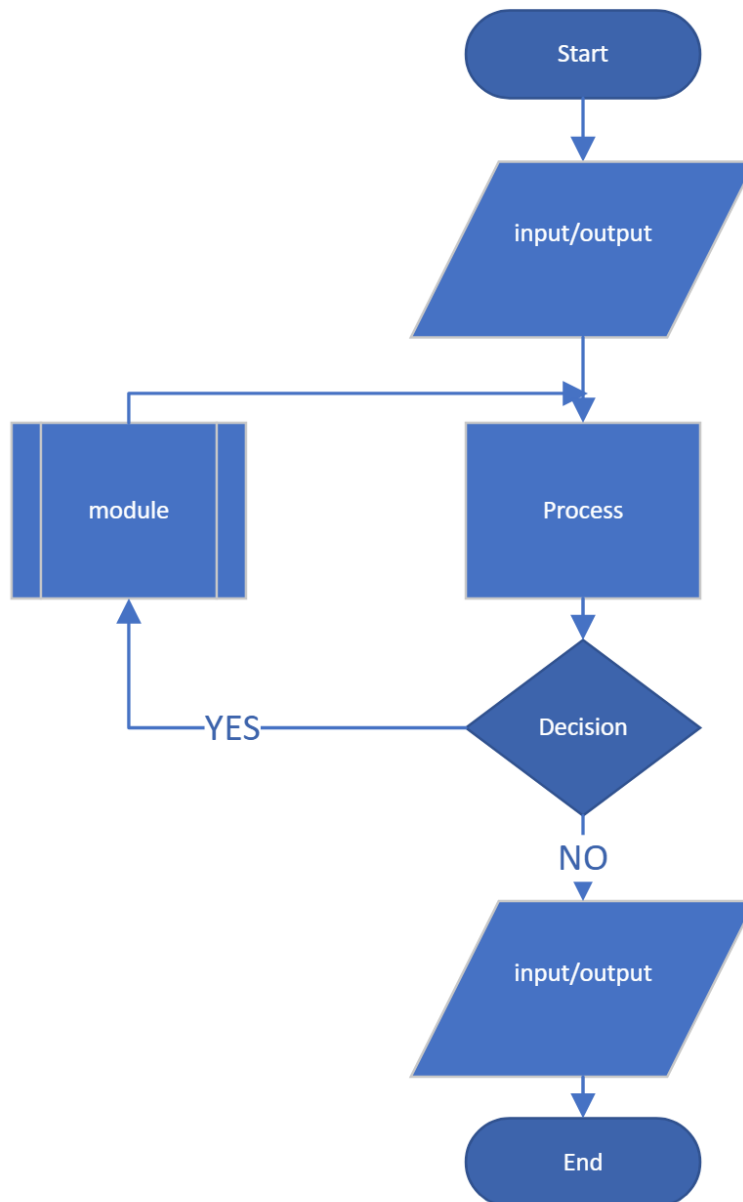 Start
input/output
module
Process
Decision
YES
NO
input/output
End